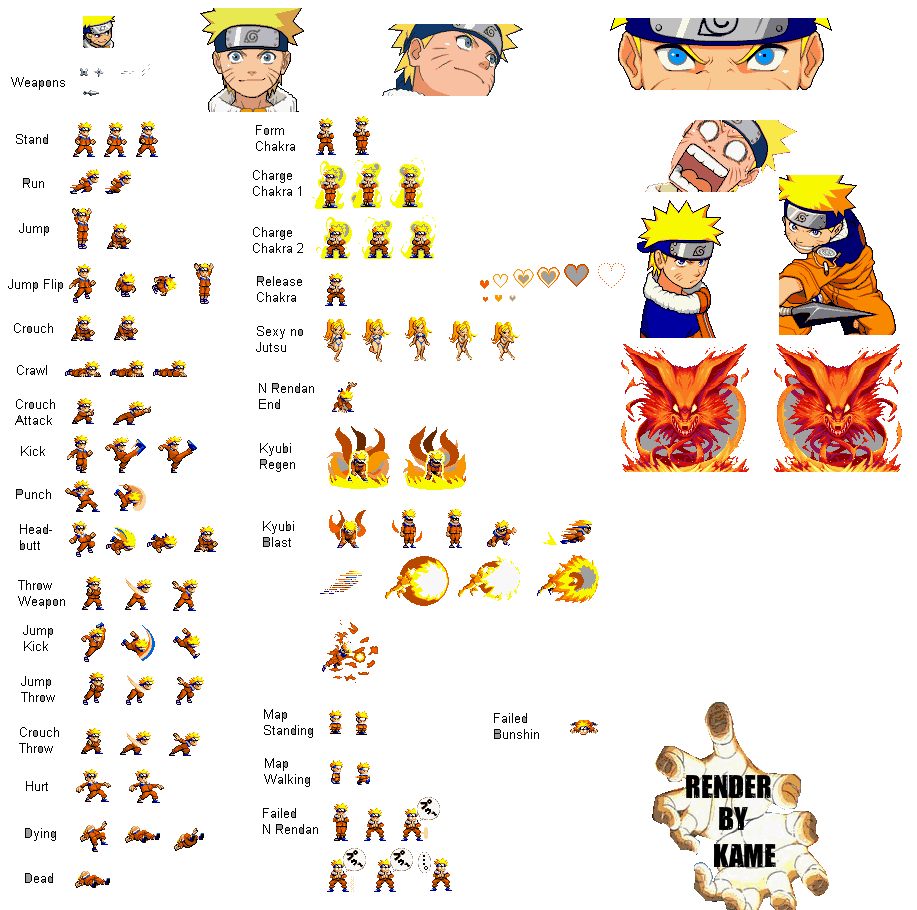 Weapons
Stand
Run
Jump
Jump Flip
Crouch
Crawl
Crouch
Attack
Kick
Punch
Head-
butt
Throw
Weapon
Jump
Kick
Jump
Throw
Crouch
Throw
Hurt
Dying
Dead
Form
Chakra
Charge
Chakra 1
Charge
Chakra 2
Release
Chakra
Sexy no
Jutsu
N Rendan
End
Kyubi
Regen
Kyubi
Blast
Map
Standing
Map
Walking
Failed
N Rendan
Failed
Bunshin
RENDER
BY
KAME